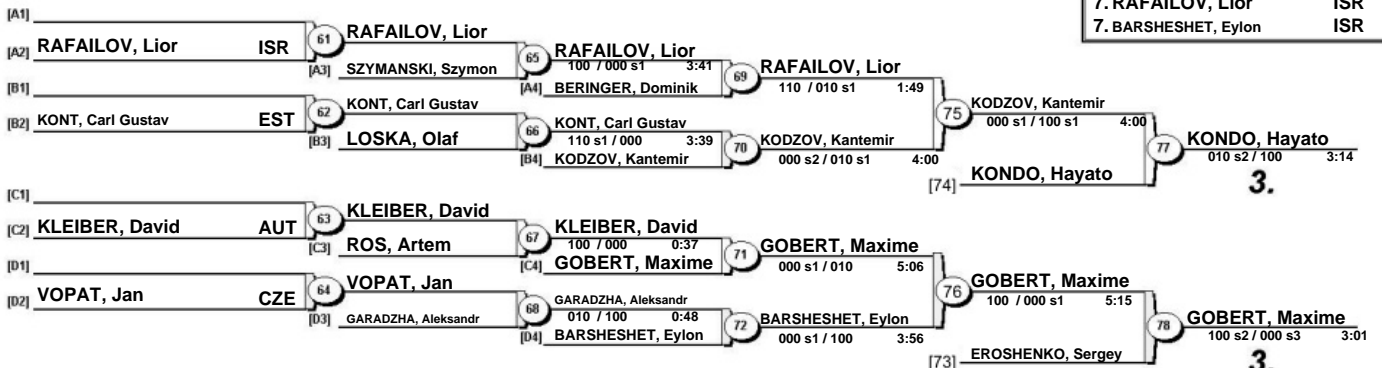 7. RAFAILOV, Lior ISR
7. BARSHESHET, Eylon ISR
[A1]
[A2] RAFAILOV, Lior ISR
61
RAFAILOV, Lior
[A3] SZYMANSKI, Szymon
65
RAFAILOV, Lior
100 / 000 s1 3:41
[A4] BERINGER, Dominik
69
RAFAILOV, Lior
110 / 010 s1 1:49
[B1]
[B2] KONT, Carl Gustav EST
62
KONT, Carl Gustav
[B3] LOSKA, Olaf
66
KONT, Carl Gustav
110 s1 / 000 3:39
[B4] KODZOV, Kantemir
70
KODZOV, Kantemir
000 s2 / 010 s1 4:00
75
KODZOV, Kantemir
000 s1 / 100 s1 4:00
[74] KONDO, Hayato
77
KONDO, Hayato
010 s2 / 100 3:14
3.
[C1]
[C2] KLEIBER, David AUT
63
KLEIBER, David
[C3] ROS, Artem
67
KLEIBER, David
100 / 000 0:37
[C4] GOBERT, Maxime
71
GOBERT, Maxime
000 s1 / 010 5:06
[D1]
[D2] VOPAT, Jan CZE
64
VOPAT, Jan
[D3] GARADZHA, Aleksandr
68
GARADZHA, Aleksandr
010 / 100 0:48
[D4] BARSHESHET, Eylon
72
BARSHESHET, Eylon
000 s1 / 100 3:56
76
GOBERT, Maxime
100 / 000 s1 5:15
[73] EROSHENKO, Sergey
78
GOBERT, Maxime
100 s2 / 000 s3 3:01
3.